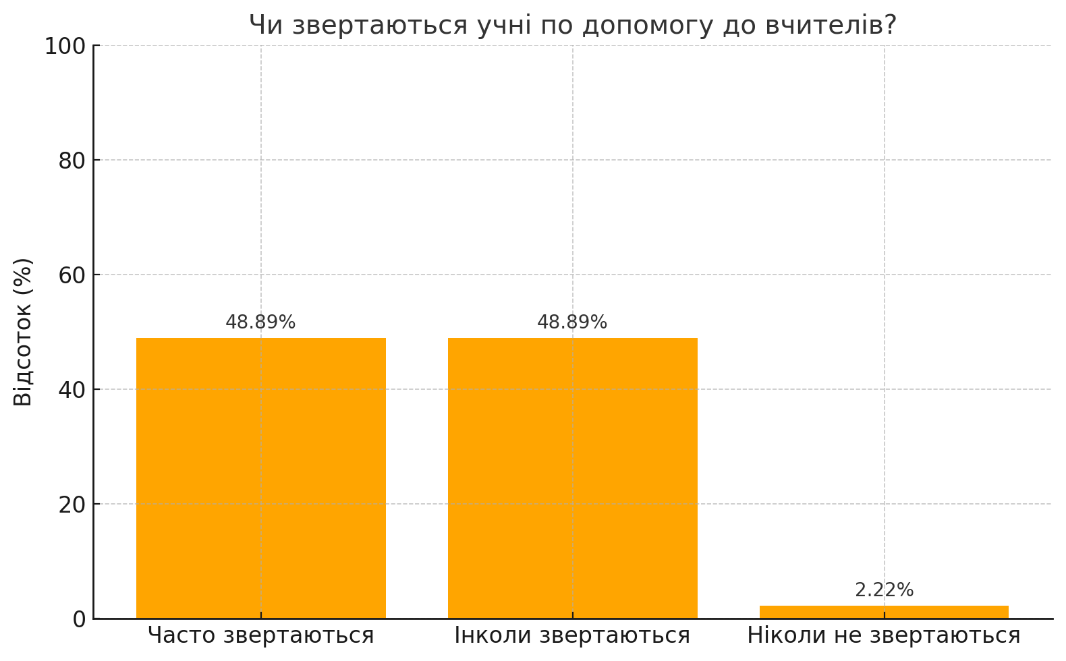 Чи звертаються учні по допомогу до вчителів?
Відсоток (%)
100
80
60
40
20
0
48.89%
48.89%
2.22%
Часто звертаються
Інколи звертаються
Ніколи не звертаються